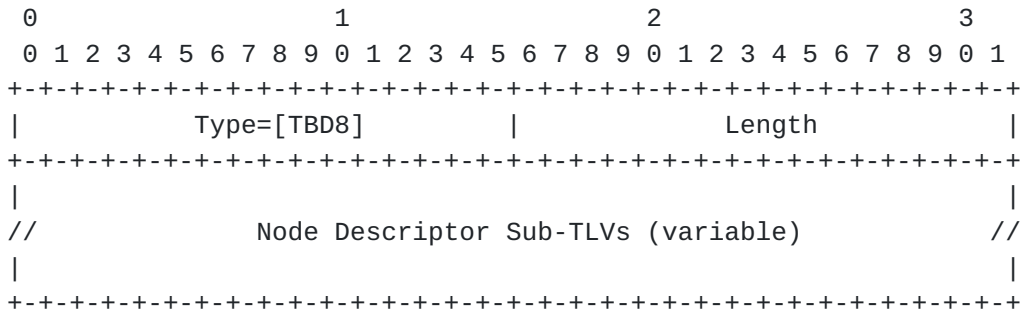 0                   1                   2                   3
 0 1 2 3 4 5 6 7 8 9 0 1 2 3 4 5 6 7 8 9 0 1 2 3 4 5 6 7 8 9 0 1
+-+-+-+-+-+-+-+-+-+-+-+-+-+-+-+-+-+-+-+-+-+-+-+-+-+-+-+-+-+-+-+-+
|           Type=[TBD8]         |             Length            |
+-+-+-+-+-+-+-+-+-+-+-+-+-+-+-+-+-+-+-+-+-+-+-+-+-+-+-+-+-+-+-+-+
|                                                               |
//              Node Descriptor Sub-TLVs (variable)            //
|                                                               |
+-+-+-+-+-+-+-+-+-+-+-+-+-+-+-+-+-+-+-+-+-+-+-+-+-+-+-+-+-+-+-+-+